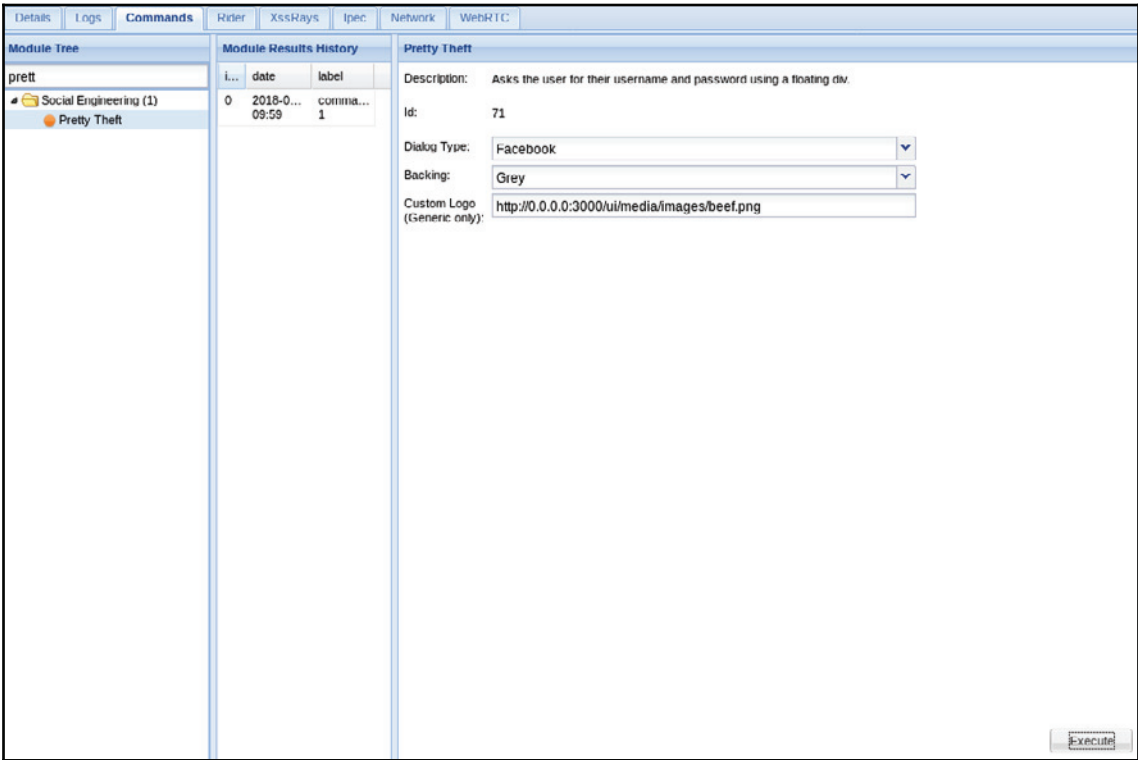 Details Logs Commands Rider XssRays Ipec Network WebRTC
Module Tree
prett
Social Engineering (1)
Pretty Theft
Module Results History
i... date label
0 2018-0... comma...
09:59 1
Pretty Theft
Description: Asks the user for their username and password using a floating div.
Id: 71
Dialog Type: Facebook
Backing: Grey
Custom Logo
(Generic only): http://0.0.0.0:3000/ui/media/images/beef.png
Execute